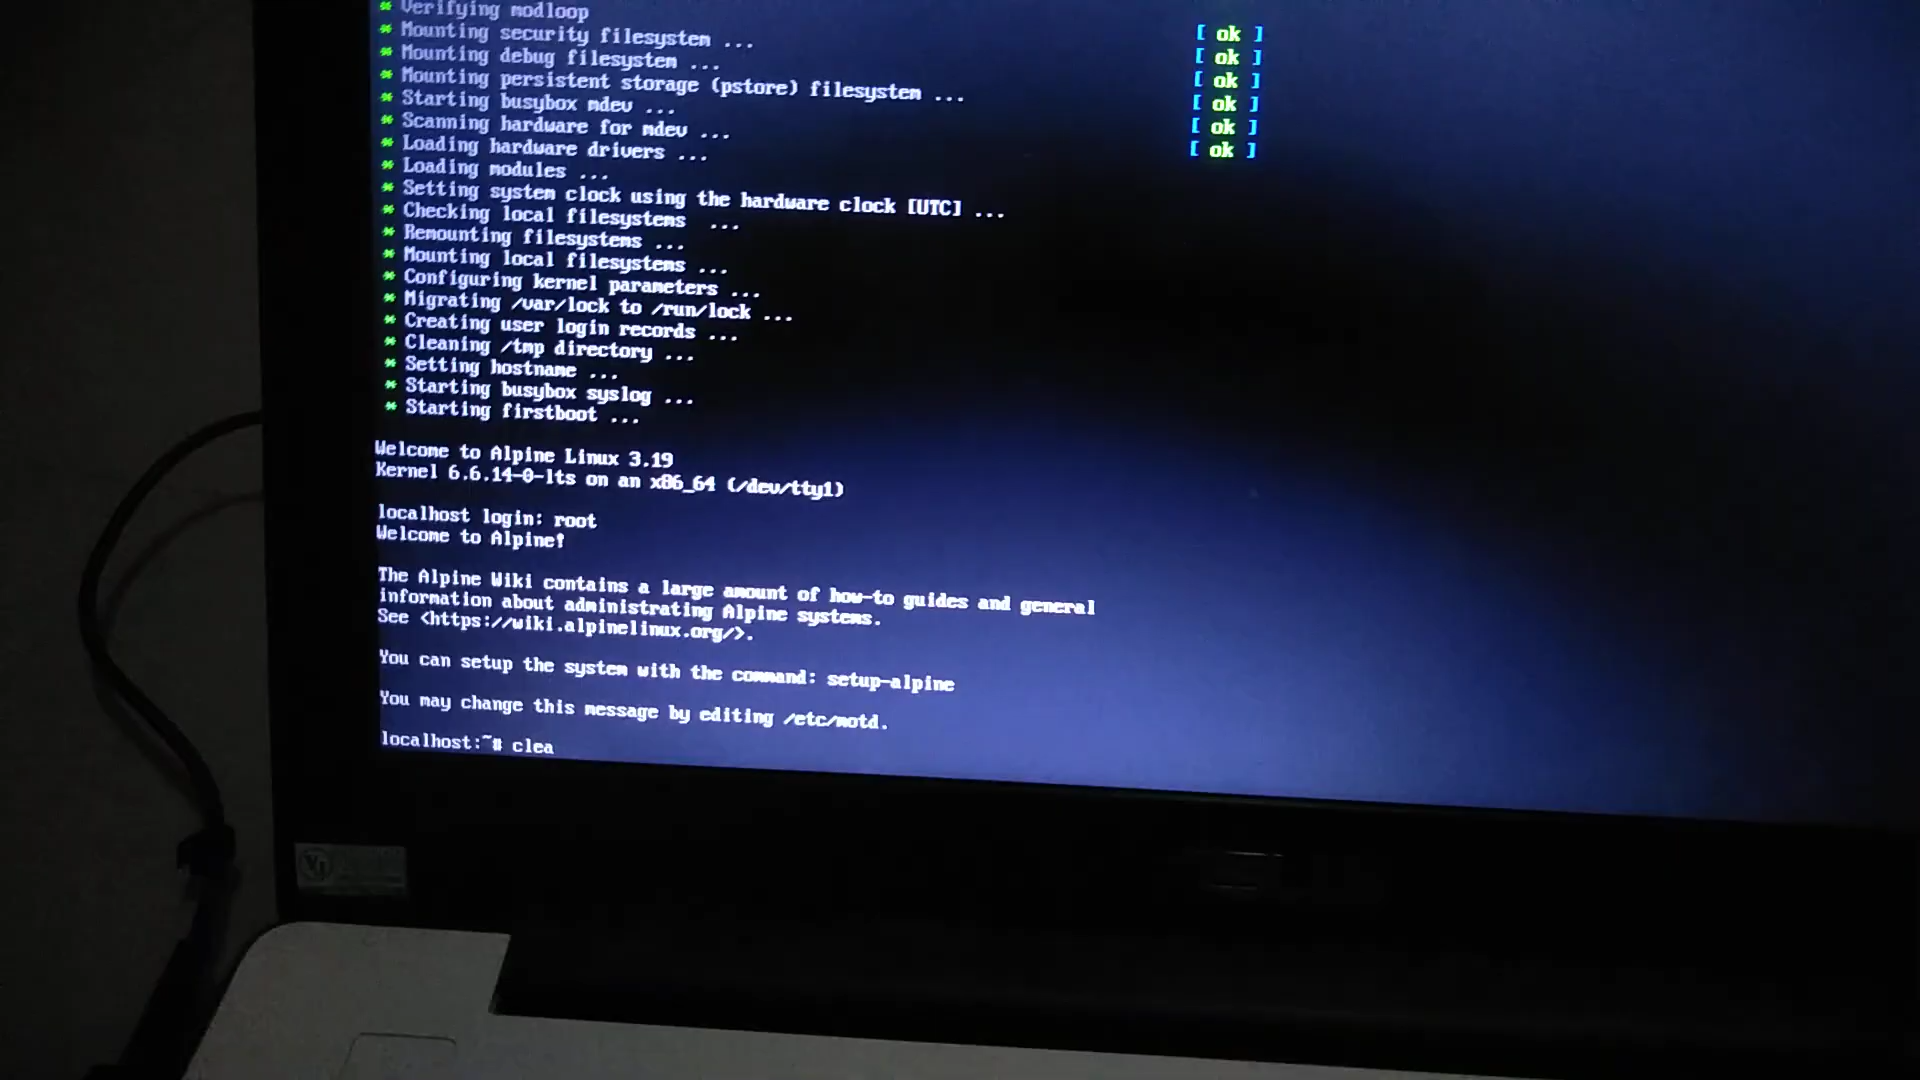 * Verifying modloop
* Mounting security filesystem ... [ ok ]
* Mounting debug filesystem ... [ ok ]
* Mounting persistent storage (pstore) filesystem ... [ ok ]
* Starting busybox mdev ... [ ok ]
* Scanning hardware for mdev ... [ ok ]
* Loading hardware drivers ... [ ok ]
* Loading modules ...
* Setting system clock using the hardware clock [UTC] ...
* Checking local filesystems  ...
* Remounting filesystems ...
* Mounting local filesystems ...
* Configuring kernel parameters ...
* Migrating /var/lock to /run/lock ...
* Creating user login records ...
* Cleaning /tmp directory ...
* Setting hostname ...
* Starting busybox syslog ...
* Starting firstboot ...
Welcome to Alpine Linux 3.19
Kernel 6.6.14-0-lts on an x86_64 (/dev/tty1)
localhost login: root
Welcome to Alpine!
The Alpine Wiki contains a large amount of how-to guides and general
information about administrating Alpine systems.
See <https://wiki.alpinelinux.org/>.
You can setup the system with the command: setup-alpine
You may change this message by editing /etc/motd.
localhost:~# clea